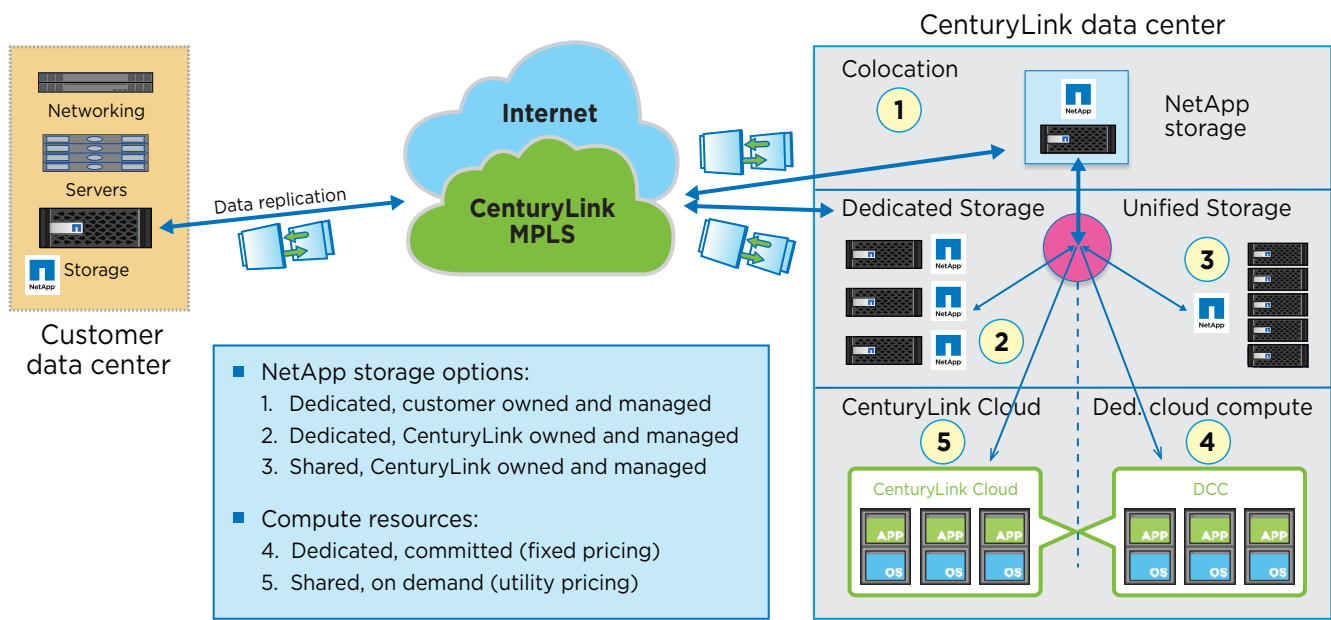 CenturyLink data center
Networking
Servers
Storage
NetApp
Customer
data center
Data replication
Internet
CenturyLink
MPLS
Colocation
1
NetApp
NetApp
storage
Dedicated Storage
NetApp
NetApp
NetApp
2
Unified Storage
3
NetApp
CenturyLink Cloud
5
CenturyLink Cloud
APP APP APP
OS OS OS
Ded. cloud compute
4
DCC
APP APP APP
OS OS OS
■ NetApp storage options:
1. Dedicated, customer owned and managed
2. Dedicated, CenturyLink owned and managed
3. Shared, CenturyLink owned and managed
■ Compute resources:
4. Dedicated, committed (fixed pricing)
5. Shared, on demand (utility pricing)